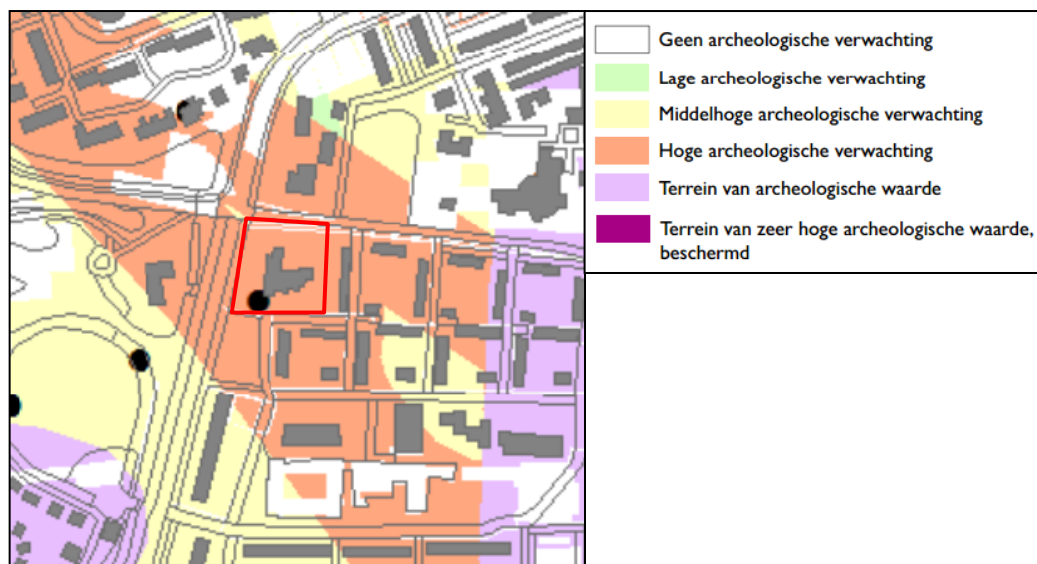 Geen archeologische verwachting
Lage archeologische verwachting
Middelhoge archeologische verwachting
Hoge archeologische verwachting
Terrein van archeologische waarde
Terrein van zeer hoge archeologische waarde,
beschermd